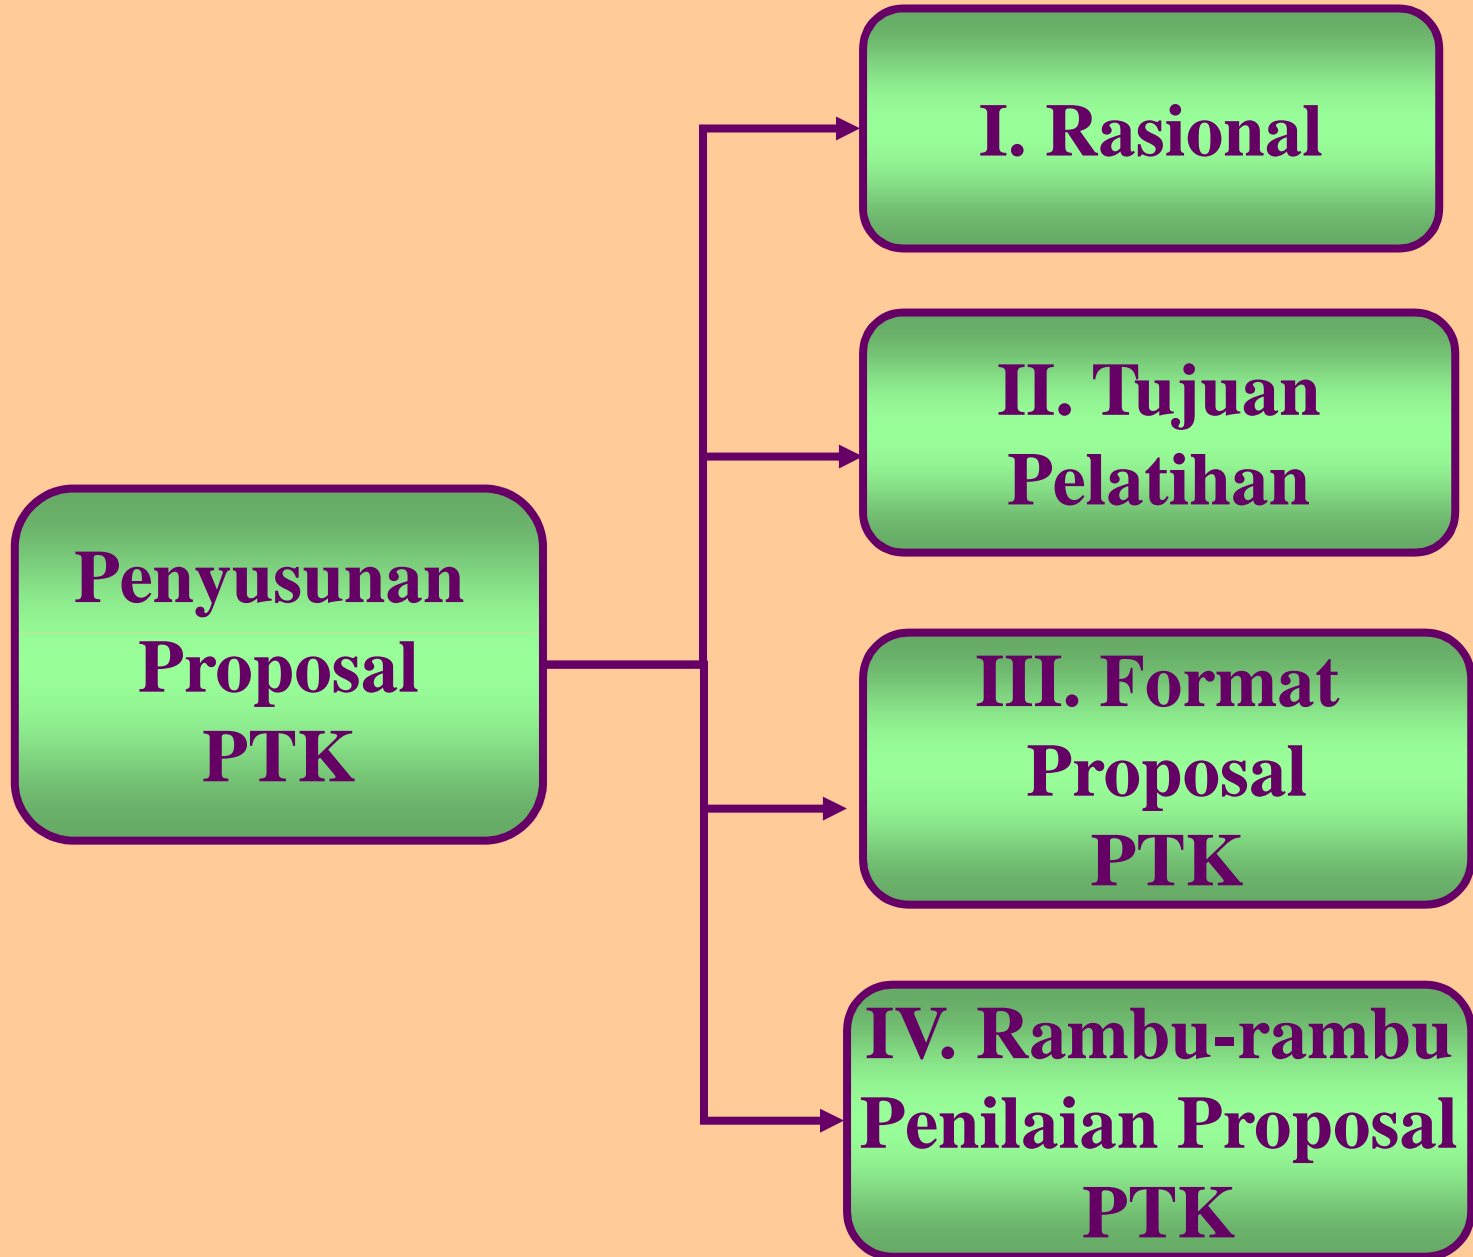 I. Rasional
II. Tujuan
Pelatihan
Penyusunan
Proposal
PTK
III. Format
Proposal
PTK
IV. Rambu-rambu
Penilaian Proposal
PTK